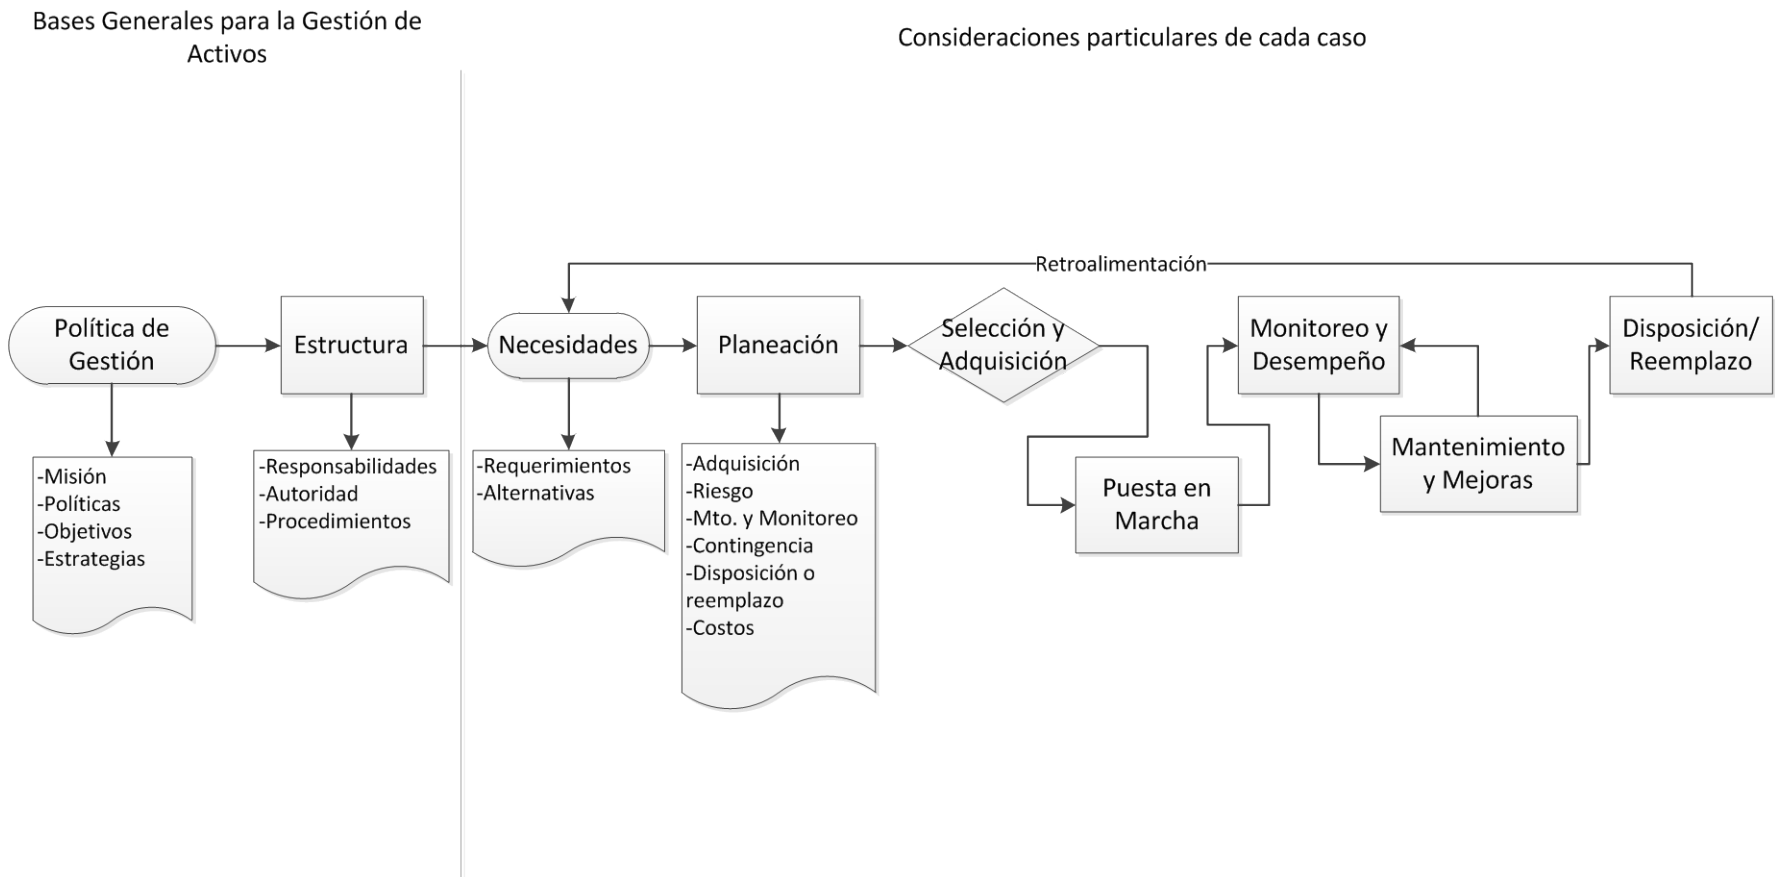 Bases Generales para la Gestión de
Activos
Consideraciones particulares de cada caso
Retroalimentación
Política de
Gestión
Estructura
Necesidades
Planeación
Selección y
Adquisición
Monitoreo y
Desempeño
Disposición/
Reemplazo
Mantenimiento
y Mejoras
Puesta en
Marcha
-Misión
-Políticas
-Objetivos
-Estrategias
-Responsabilidades
-Autoridad
-Procedimientos
-Requerimientos
-Alternativas
-Adquisición
-Riesgo
-Mto. y Monitoreo
-Contingencia
-Disposición o
reemplazo
-Costos